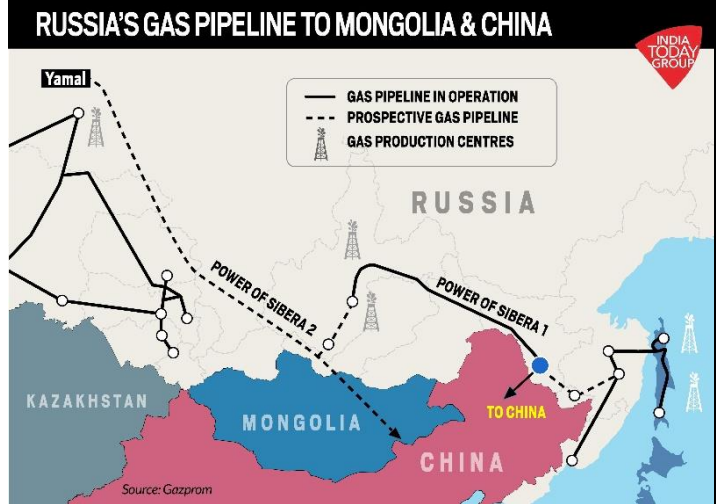 RUSSIA'S GAS PIPELINE TO MONGOLIA & CHINA
INDIA
TODAY
GROUP
Yamal
GAS PIPELINE IN OPERATION
PROSPECTIVE GAS PIPELINE
GAS PRODUCTION CENTRES
RUSSIA
POWER OF SIBERA 2
POWER OF SIBERA 1
KAZAKHSTAN
MONGOLIA
TO CHINA
CHINA
Source: Gazprom